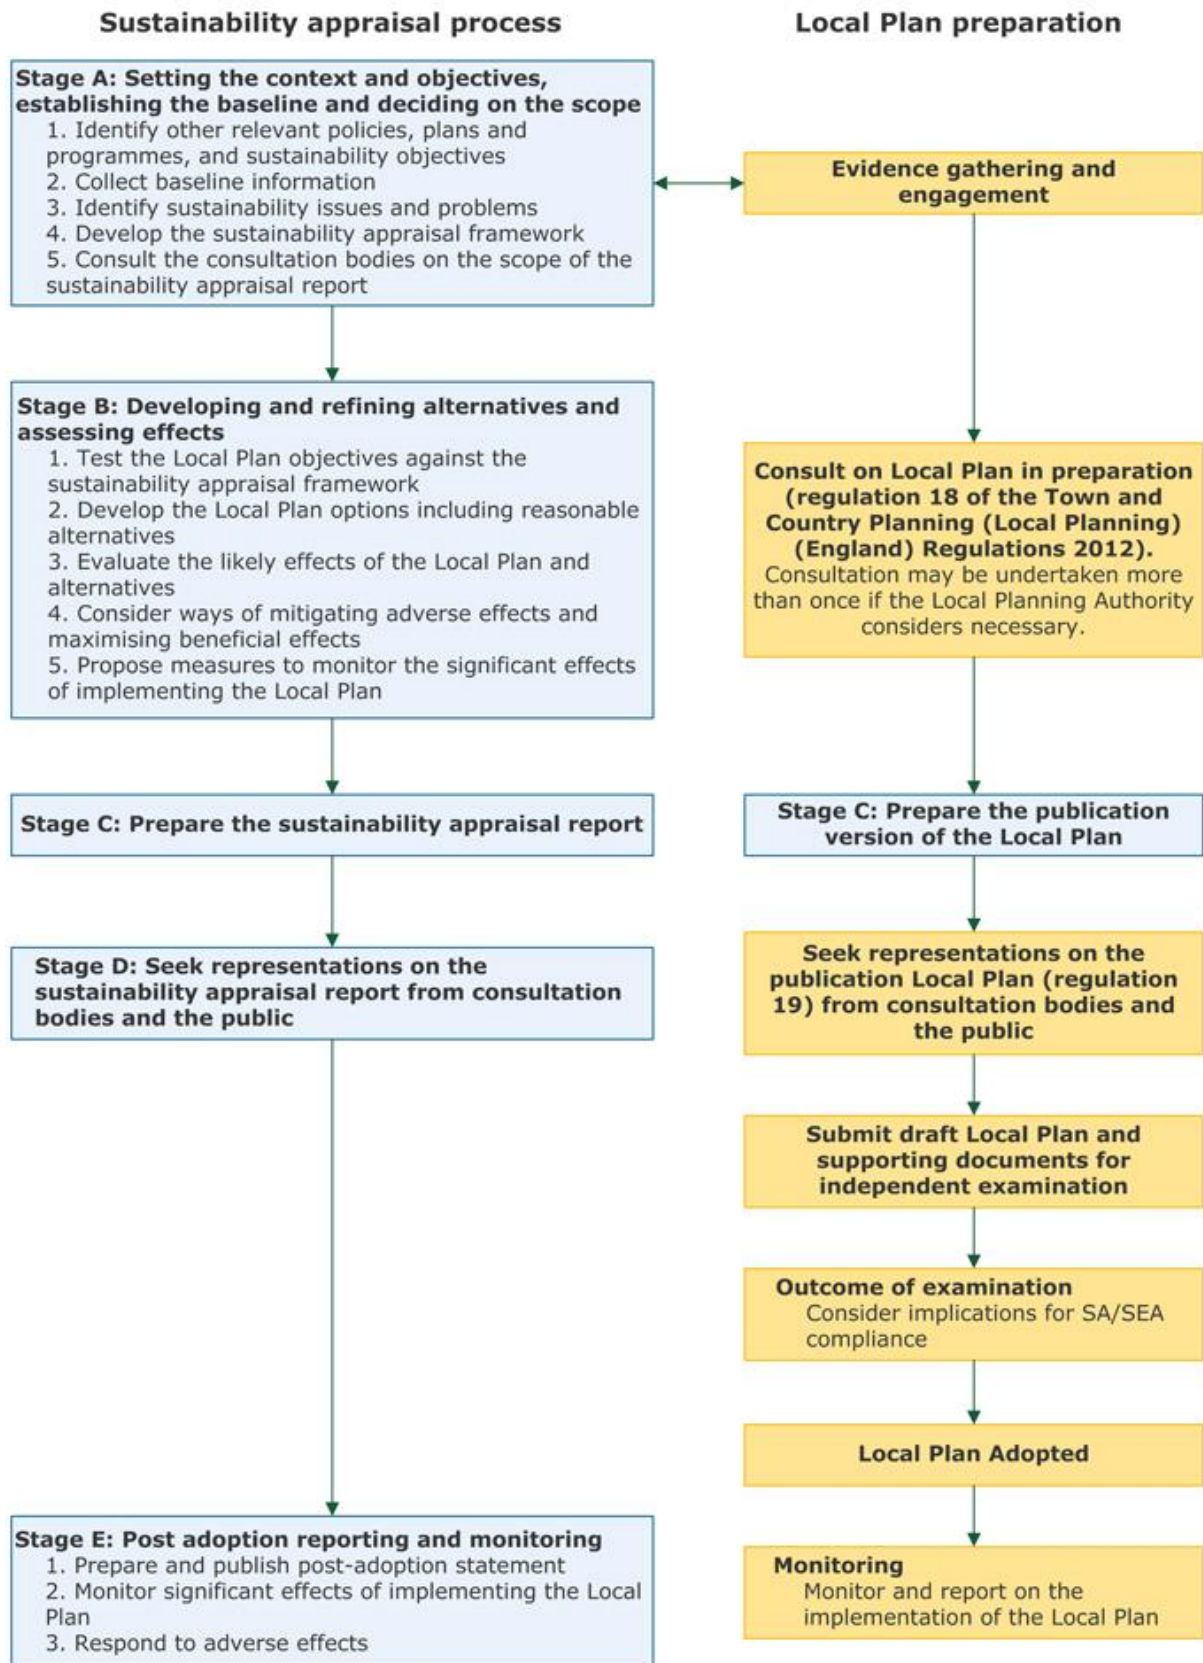 Sustainability appraisal process
Stage A: Setting the context and objectives,
establishing the baseline and deciding on the scope
1. Identify other relevant policies, plans and
programmes, and sustainability objectives
2. Collect baseline information
3. Identify sustainability issues and problems
4. Develop the sustainability appraisal framework
5. Consult the consultation bodies on the scope of the
sustainability appraisal report
Stage B: Developing and refining alternatives and
assessing effects
1. Test the Local Plan objectives against the
sustainability appraisal framework
2. Develop the Local Plan options including reasonable
alternatives
3. Evaluate the likely effects of the Local Plan and
alternatives
4. Consider ways of mitigating adverse effects and
maximising beneficial effects
5. Propose measures to monitor the significant effects
of implementing the Local Plan
Stage C: Prepare the sustainability appraisal report
Stage D: Seek representations on the
sustainability appraisal report from consultation
bodies and the public
Stage E: Post adoption reporting and monitoring
1. Prepare and publish post-adoption statement
2. Monitor significant effects of implementing the Local
Plan
3. Respond to adverse effects
Local Plan preparation
Evidence gathering and
engagement
Consult on Local Plan in preparation
(regulation 18 of the Town and
Country Planning (Local Planning)
(England) Regulations 2012).
Consultation may be undertaken more
than once if the Local Planning Authority
considers necessary.
Stage C: Prepare the publication
version of the Local Plan
Seek representations on the
publication Local Plan (regulation
19) from consultation bodies and
the public
Submit draft Local Plan and
supporting documents for
independent examination
Outcome of examination
Consider implications for SA/SEA
compliance
Local Plan Adopted
Monitoring
Monitor and report on the
implementation of the Local Plan